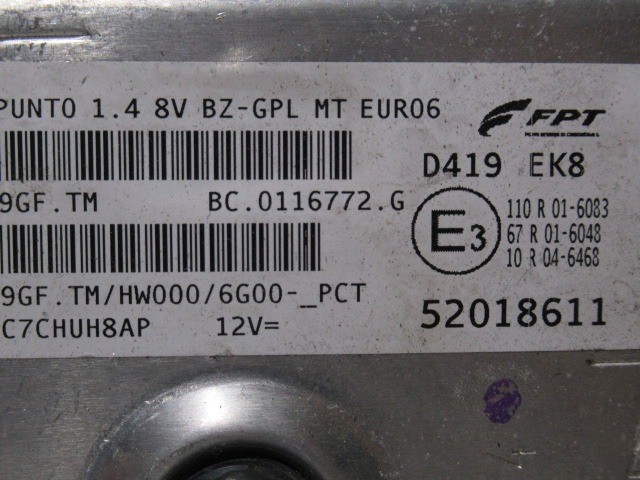 PUNTO 1.4 8V BZ-GPL MT EURO6
FPT
D419 EK8
9GF.TM BC.0116772.G
E3
110 R 01-6083
67 R 01-6048
10 R 04-6468
9GF.TM/HW000/6G00-_PCT
C7CHUH8AP 12V=
52018611